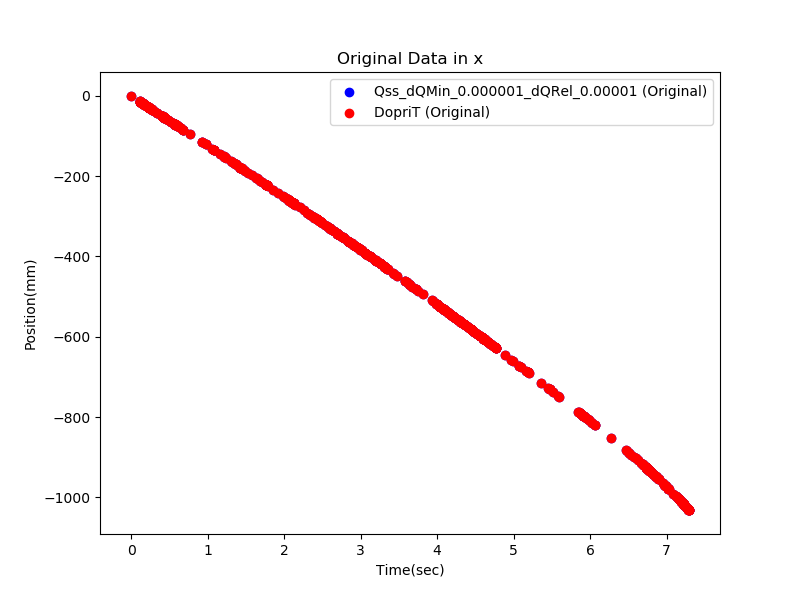 Original Data in x
Qss_dQMin_0.000001_dQRel_0.00001 (Original)
DopriT (Original)
0
−200
−400
−600
−800
−1000
Position(mm)
0 1 2 3 4 5 6 7
Time(sec)